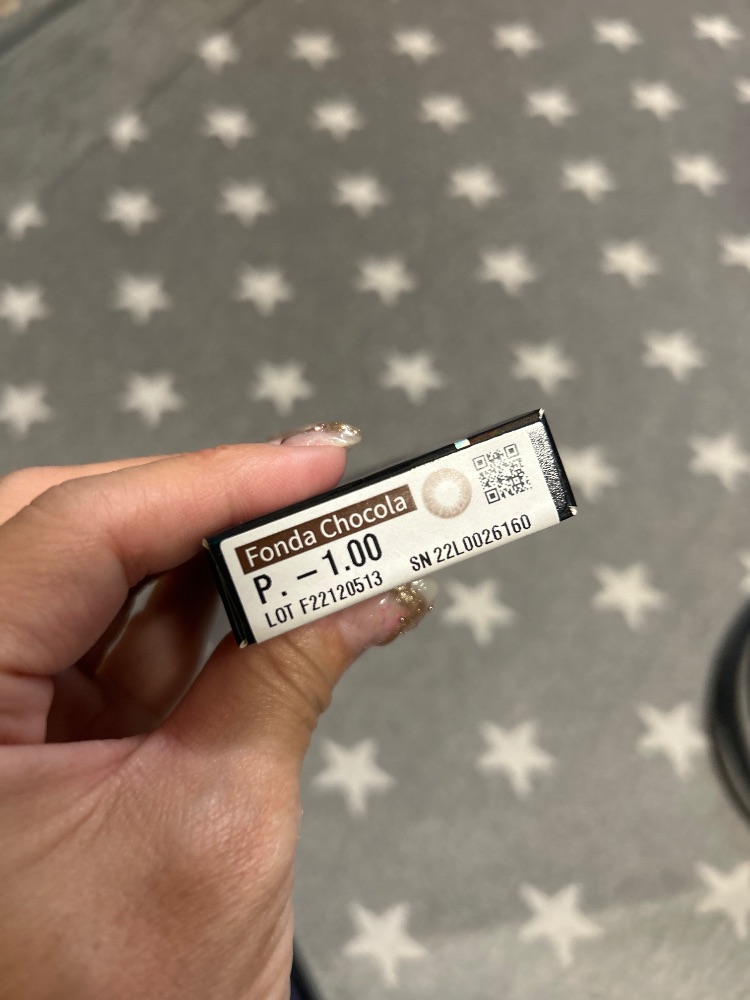 Fonda Chocola
P. −1.00
LOT F22120513
SN 22L0026160